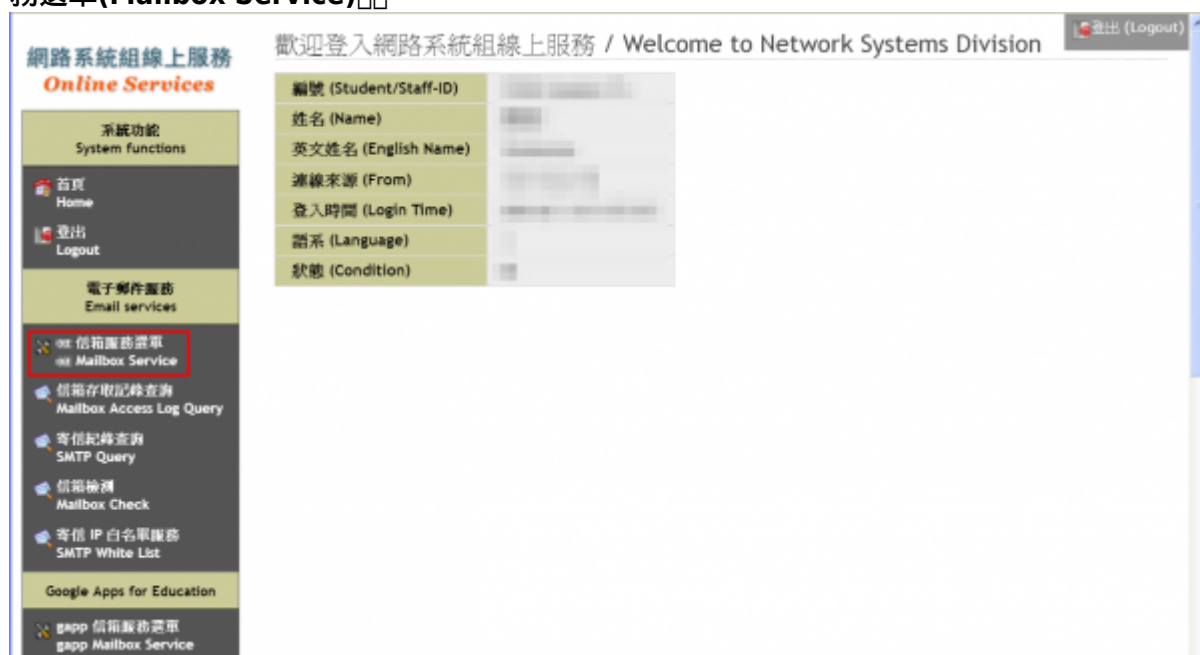 務選單(Mailbox Service)
登出 (Logout)
網路系統組線上服務
Online Services
歡迎登入網路系統組線上服務 / Welcome to Network Systems Division
編號 (Student/Staff-ID)
姓名 (Name)
英文姓名 (English Name)
連線來源 (From)
登入時間 (Login Time)
語系 (Language)
狀態 (Condition)
系統功能
System functions
首頁
Home
登出
Logout
電子郵件服務
Email services
信箱服務選單
Mailbox Service
信箱存取記錄查詢
Mailbox Access Log Query
寄信紀錄查詢
SMTP Query
信箱檢測
Mailbox Check
寄信 IP 白名單服務
SMTP White List
Google Apps for Education
gapp 信箱服務選單
gapp Mailbox Service